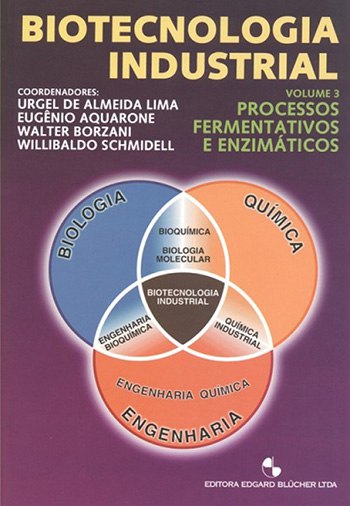 BIOTECNOLOGIA
INDUSTRIAL
COORDENADORES:
URGEL DE ALMEIDA LIMA
EUGÊNIO AQUARONE
WALTER BORZANI
WILLIBALDO SCHMIDELL
VOLUME 3
PROCESSOS
FERMENTATIVOS
E ENZIMÁTICOS
BIOLOGIA
QUÍMICA
BIOQUÍMICA
BIOLOGIA
MOLECULAR
BIOTECNOLOGIA
INDUSTRIAL
ENGENHARIA
BIOQUÍMICA
QUÍMICA
INDUSTRIAL
ENGENHARIA QUÍMICA
ENGENHARIA
EDITORA EDGARD BLÜCHER LTDA